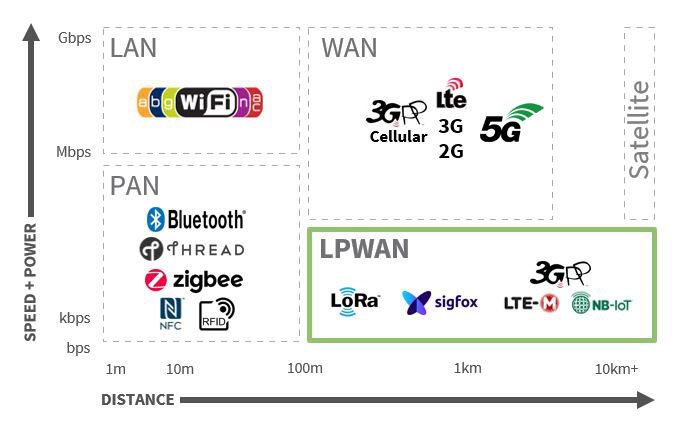 Gbps
LAN
WAN
a b g WiFi n ac
3GPP
Cellular
Lte
3G
2G
5G
Satellite
Mbps
PAN
Bluetooth®
THREAD
zigbee
N
NFC
RFID
LPWAN
LoRa™
sigfox
3GPP
LTE-M
NB-IoT
SPEED + POWER
kbps
bps
1m
10m
100m
1km
10km+
DISTANCE